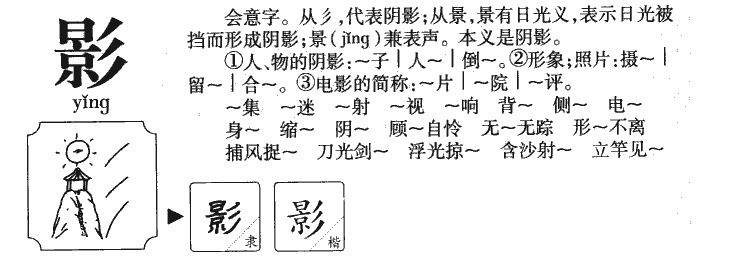 影
yǐng
会意字。从彡,代表阴影;从景,景有日光义,表示日光被
挡而形成阴影;景(jǐng)兼表声。本义是阴影。
①人、物的阴影:~子|人~|倒~。②形象;照片:摄~|
留~|合~。③电影的简称:~片|~院|~评。
~集 ~迷 ~射 ~视 ~响 背~ 侧~ 电~
身~ 缩~ 阴~ 顾~自怜 无~无踪 形~不离
捕风捉~ 刀光剑~ 浮光掠~ 含沙射~ 立竿见~
影 隶
影 楷